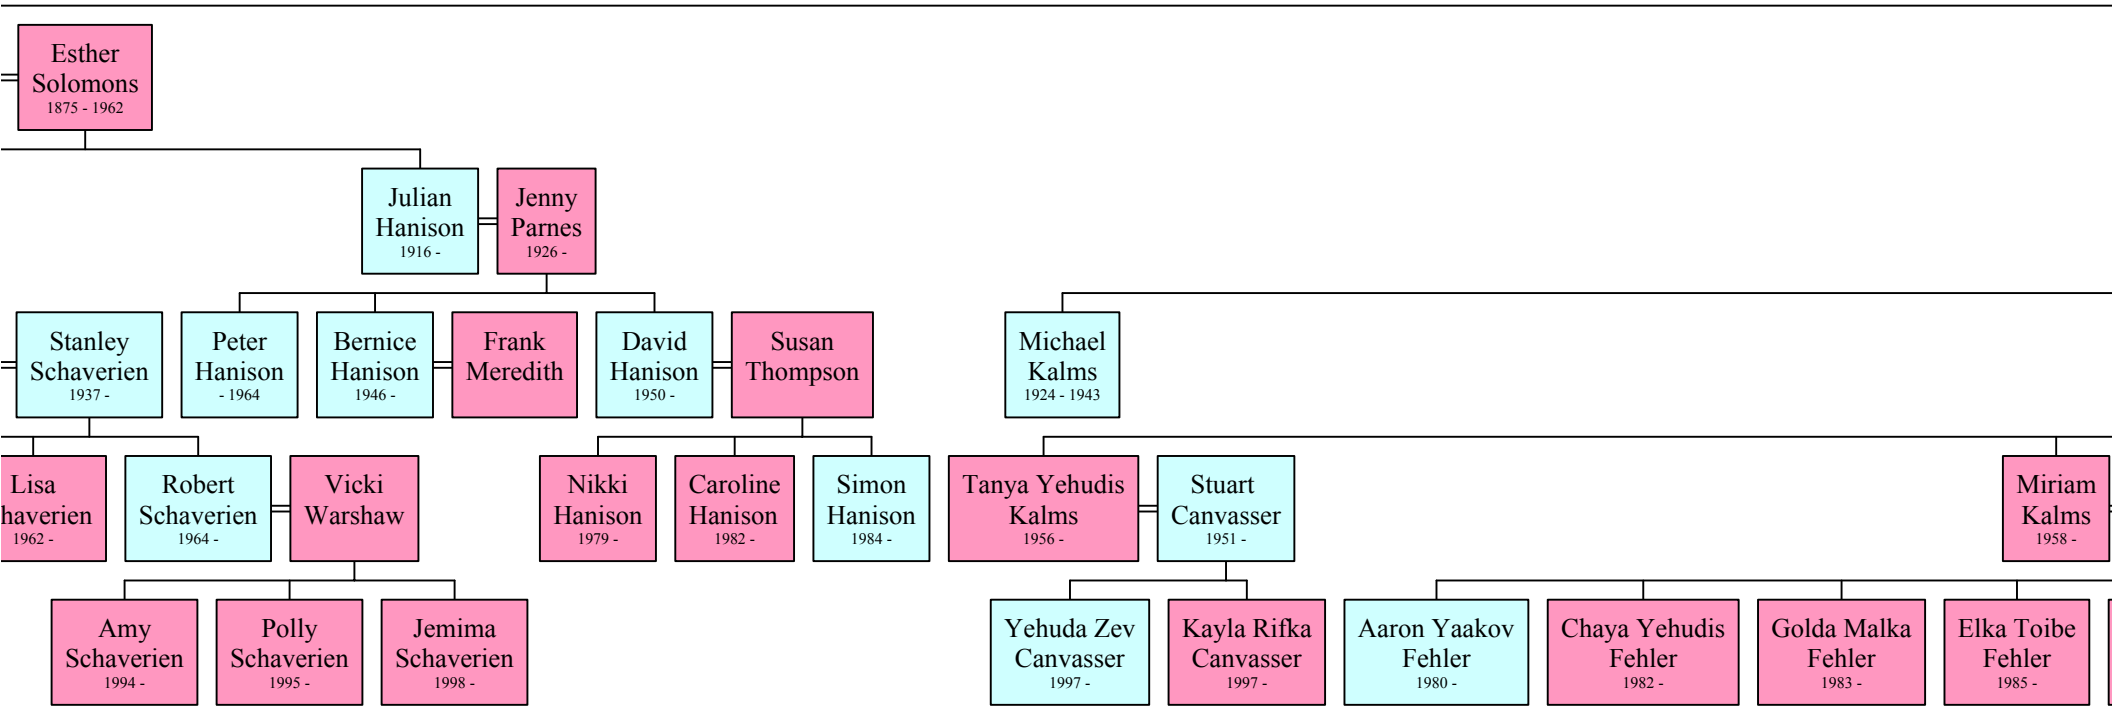 Esther
Solomons
1875 - 1962
Julian
Hanison
1916 -
Jenny
Parnes
1926 -
Stanley
Schaverien
1937 -
Peter
Hanison
- 1964
Bernice
Hanison
1946 -
Frank
Meredith
David
Hanison
1950 -
Susan
Thompson
Michael
Kalms
1924 - 1943
Lisa
haverien
1962 -
Robert
Schaverien
1964 -
Vicki
Warshaw
Nikki
Hanison
1979 -
Caroline
Hanison
1982 -
Simon
Hanison
1984 -
Tanya Yehudis
Kalms
1956 -
Stuart
Canvasser
1951 -
Miriam
Kalms
1958 -
Amy
Schaverien
1994 -
Polly
Schaverien
1995 -
Jemima
Schaverien
1998 -
Yehuda Zev
Canvasser
1997 -
Kayla Rifka
Canvasser
1997 -
Aaron Yaakov
Fehler
1980 -
Chaya Yehudis
Fehler
1982 -
Golda Malka
Fehler
1983 -
Elka Toibe
Fehler
1985 -